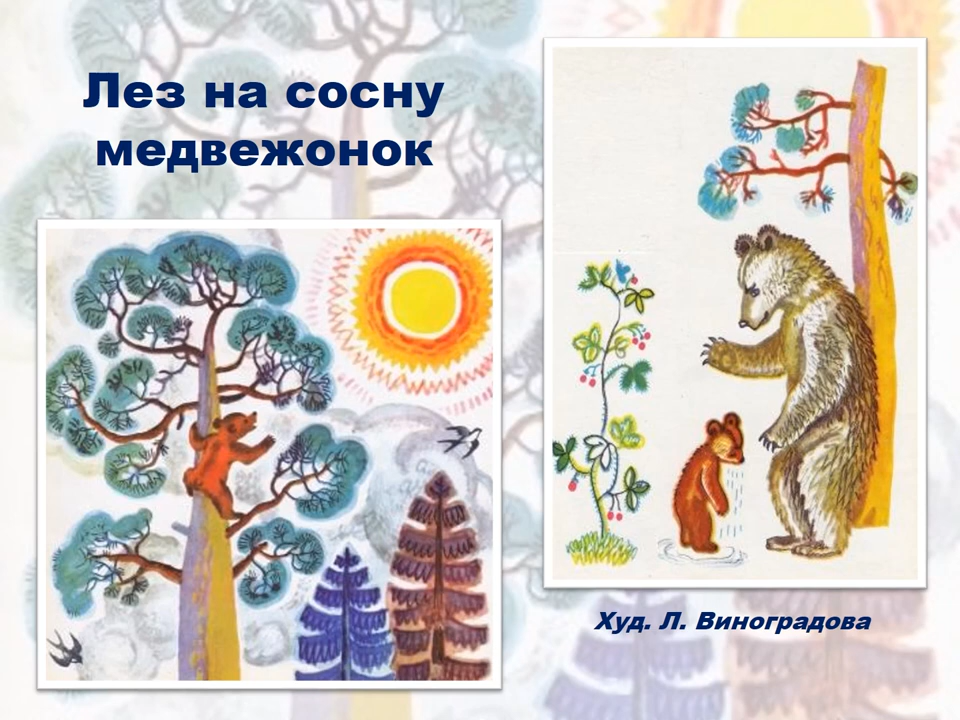 Лез на сосну
медвежонок
Худ. Л. Виноградова